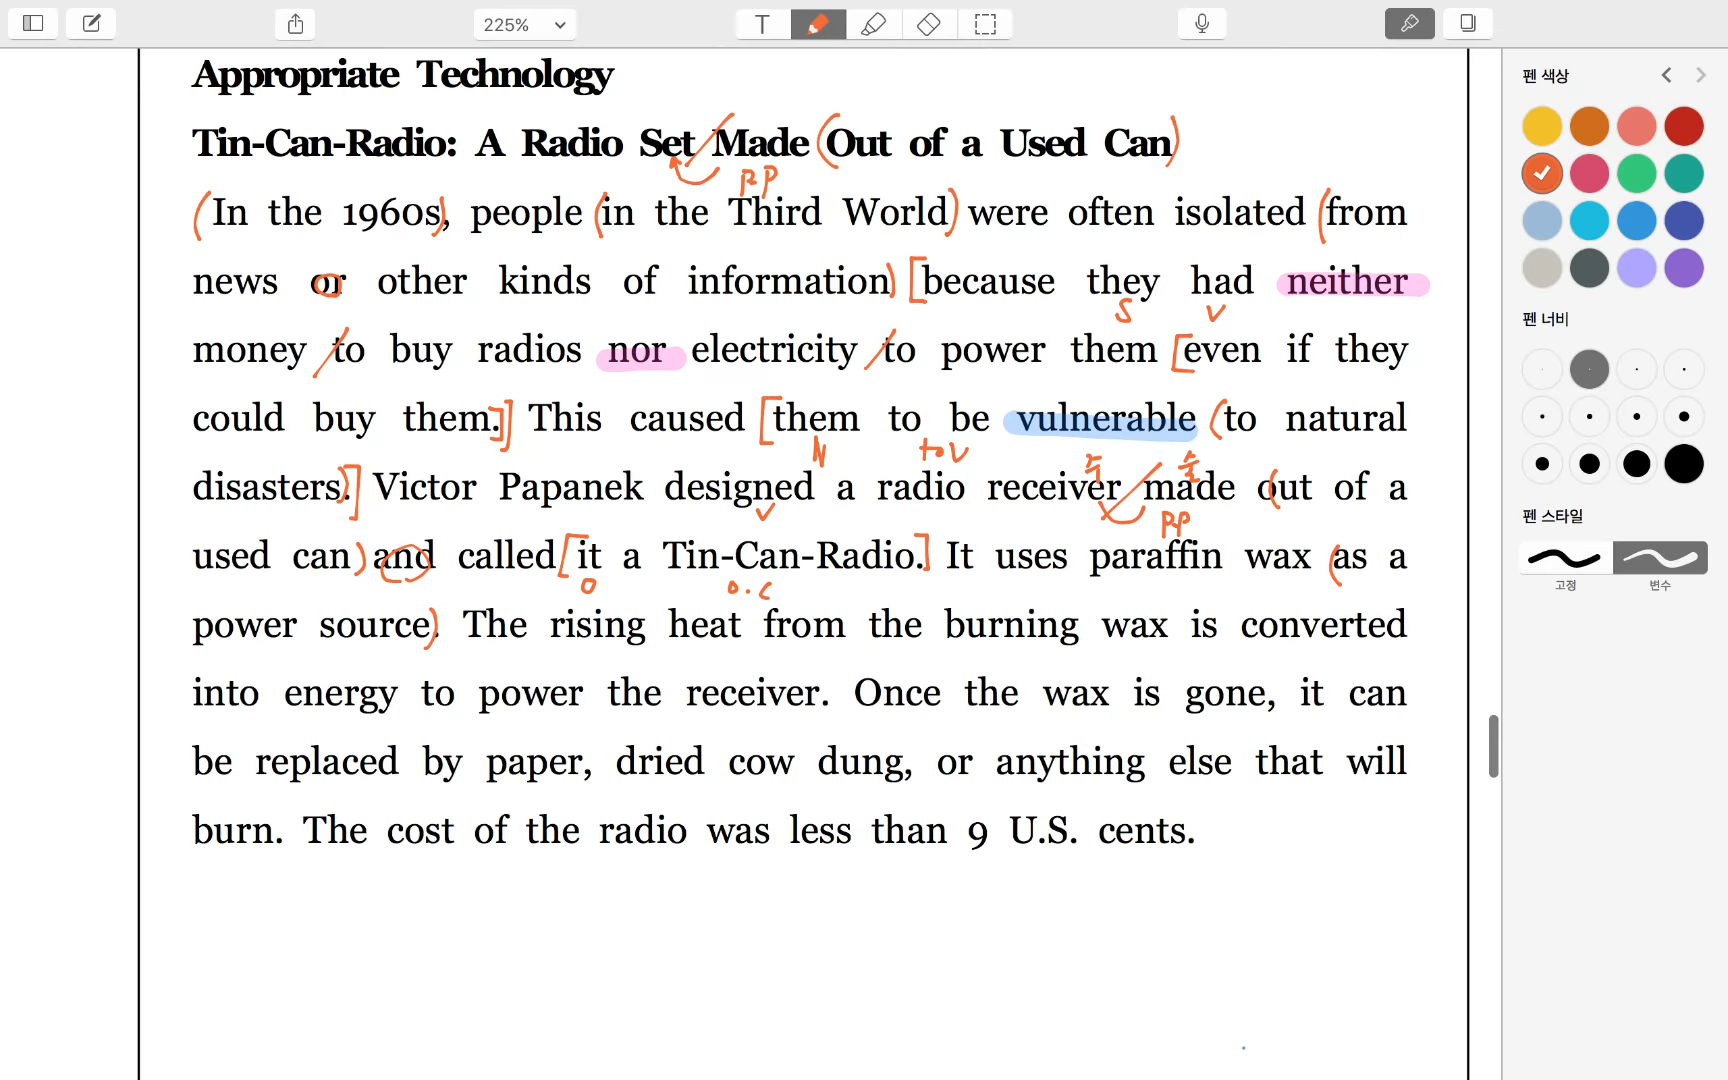 225%
T
Appropriate Technology
Tin-Can-Radio: A Radio Set Made Out of a Used Can
PP
In the 1960s, people in the Third World were often isolated from
news or other kinds of information because they had neither
S V
money to buy radios nor electricity to power them even if they
could buy them. This caused them to be vulnerable to natural
N to V
disasters. Victor Papanek designed a radio receiver made out of a
V PP
used can and called it a Tin-Can-Radio. It uses paraffin wax as a
O O.C
power source. The rising heat from the burning wax is converted
into energy to power the receiver. Once the wax is gone, it can
be replaced by paper, dried cow dung, or anything else that will
burn. The cost of the radio was less than 9 U.S. cents.
펜 색상
펜 너비
펜 스타일
고정 변수